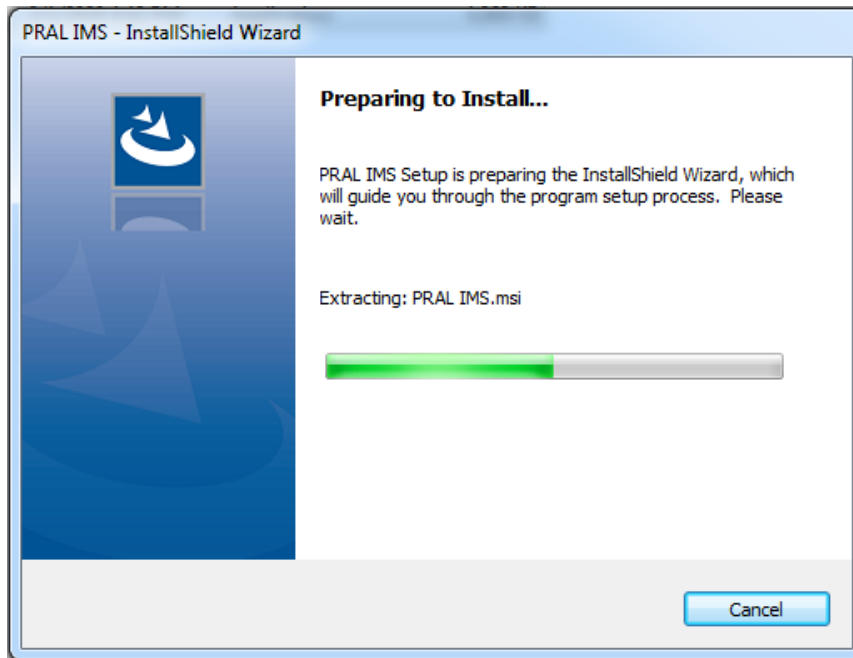 PRAL IMS - InstallShield Wizard
Preparing to Install...
PRAL IMS Setup is preparing the InstallShield Wizard, which
will guide you through the program setup process.  Please
wait.
Extracting: PRAL IMS.msi
Cancel